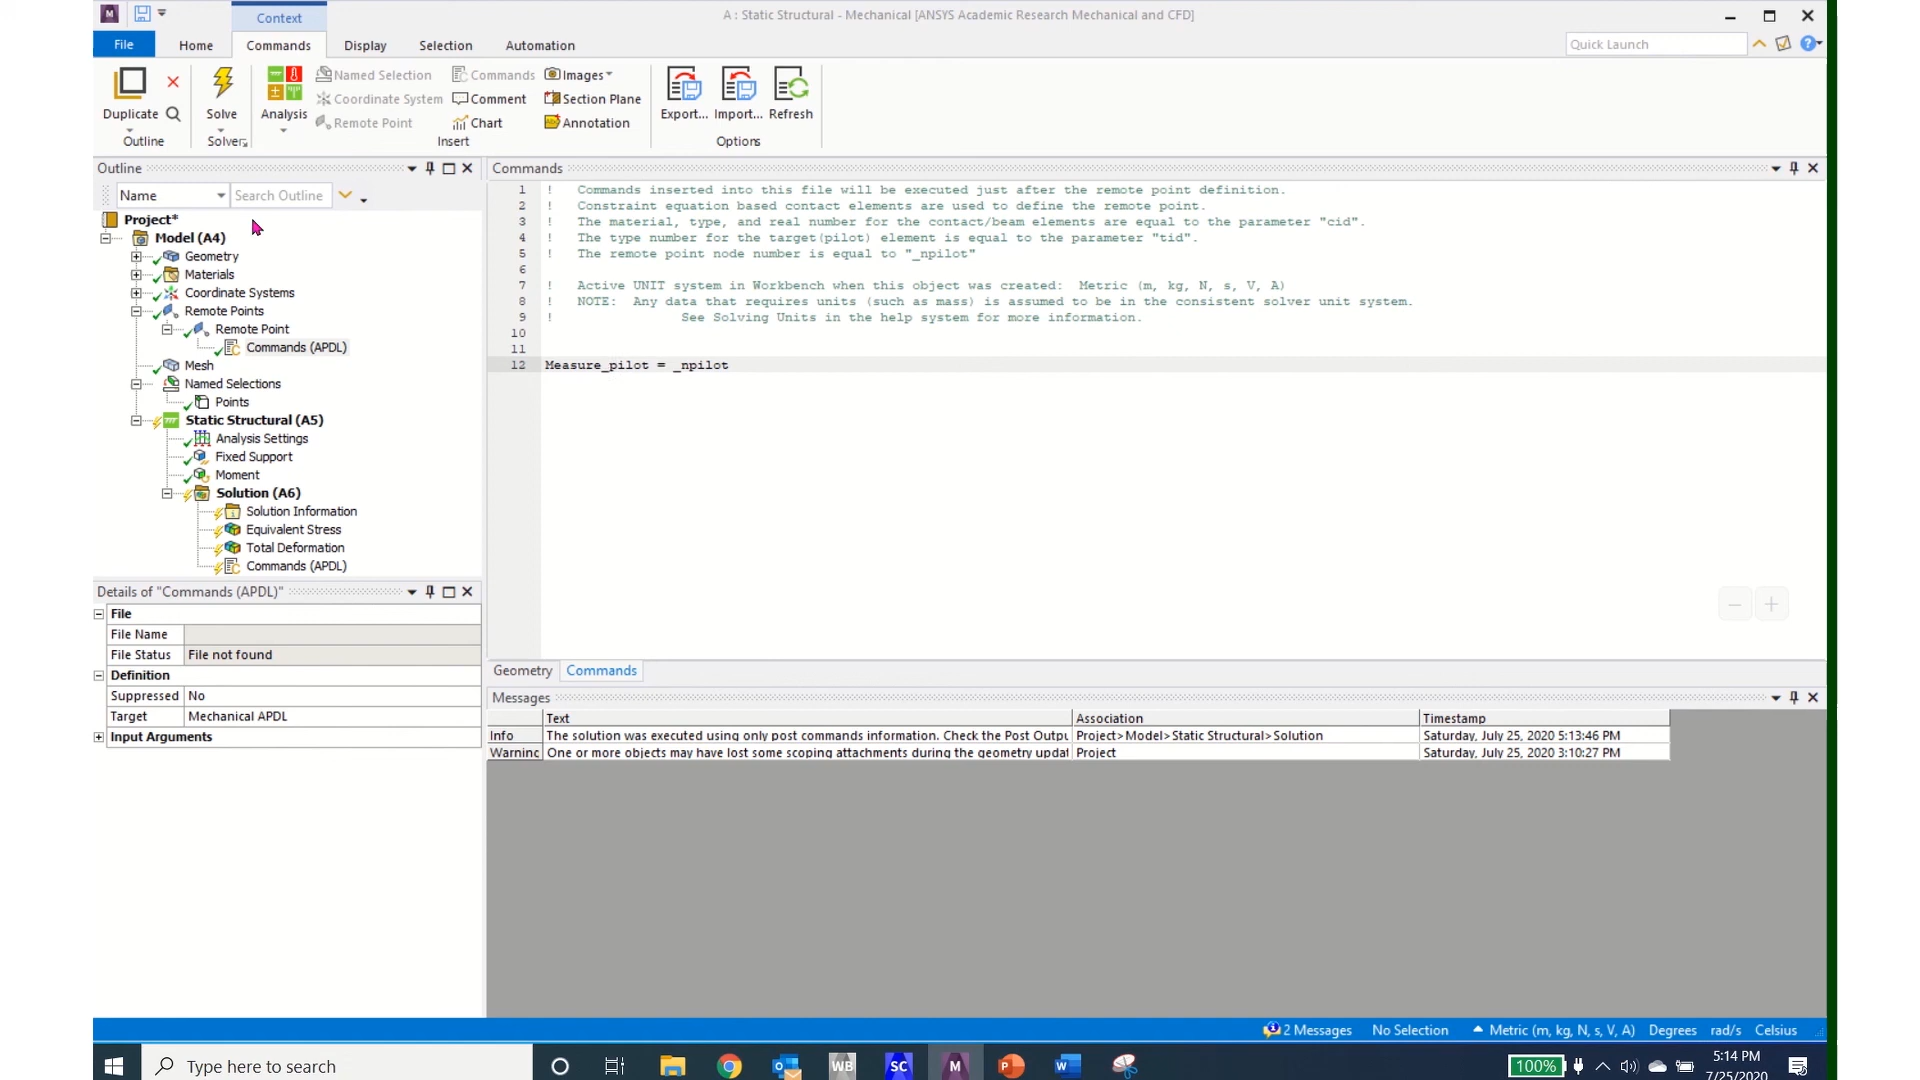 Context
A : Static Structural - Mechanical [ANSYS Academic Research Mechanical and CFD]
File Home Commands Display Selection Automation
Quick Launch
Duplicate
Outline
Solve
Solver
Analysis
Named Selection
Coordinate System
Remote Point
Commands
Comment
Chart
Images
Section Plane
Annotation
Insert
Export... Import... Refresh
Options
Outline
Name Search Outline
Project*
Model (A4)
Geometry
Materials
Coordinate Systems
Remote Points
Remote Point
Commands (APDL)
Mesh
Named Selections
Points
Static Structural (A5)
Analysis Settings
Fixed Support
Moment
Solution (A6)
Solution Information
Equivalent Stress
Total Deformation
Commands (APDL)
Details of "Commands (APDL)"
File
File Name
File Status File not found
Definition
Suppressed No
Target Mechanical APDL
Input Arguments
Commands
1 ! Commands inserted into this file will be executed just after the remote point definition.
2 ! Constraint equation based contact elements are used to define the remote point.
3 ! The material, type, and real number for the contact/beam elements are equal to the parameter "cid".
4 ! The type number for the target(pilot) element is equal to the parameter "tid".
5 ! The remote point node number is equal to "_npilot"
6
7 ! Active UNIT system in Workbench when this object was created: Metric (m, kg, N, s, V, A)
8 ! NOTE: Any data that requires units (such as mass) is assumed to be in the consistent solver unit system.
9 ! See Solving Units in the help system for more information.
10
11
12 Measure_pilot = _npilot
Geometry Commands
Messages
Text Association Timestamp
Info The solution was executed using only post commands information. Check the Post Outpu Project>Model>Static Structural>Solution Saturday, July 25, 2020 5:13:46 PM
Warninc One or more objects may have lost some scoping attachments during the geometry updat Project Saturday, July 25, 2020 3:10:27 PM
2 Messages No Selection Metric (m, kg, N, s, V, A) Degrees rad/s Celsius
Type here to search
WB SC M P W
100%
5:14 PM
7/25/2020